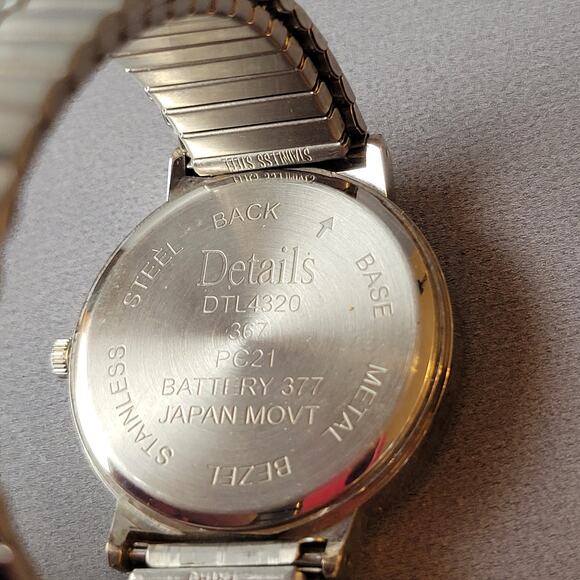 STAINLESS STEEL
STAINLESS STEEL BACK
BASE METAL BEZEL
Details
DTL4320
367
PC21
BATTERY 377
JAPAN MOVT